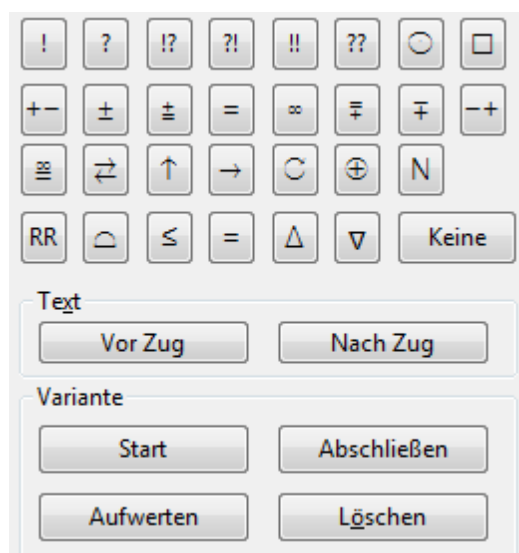 ! ? !? ?! !! ?? ○ □
+− ± ⩲ = ∞ ⩱ ∓ −+
⇄ ↑ → ⊕ N
RR ⌓ ≤ = Δ ∇ Keine
Text
Vor Zug Nach Zug
Variante
Start Abschließen
Aufwerten Löschen